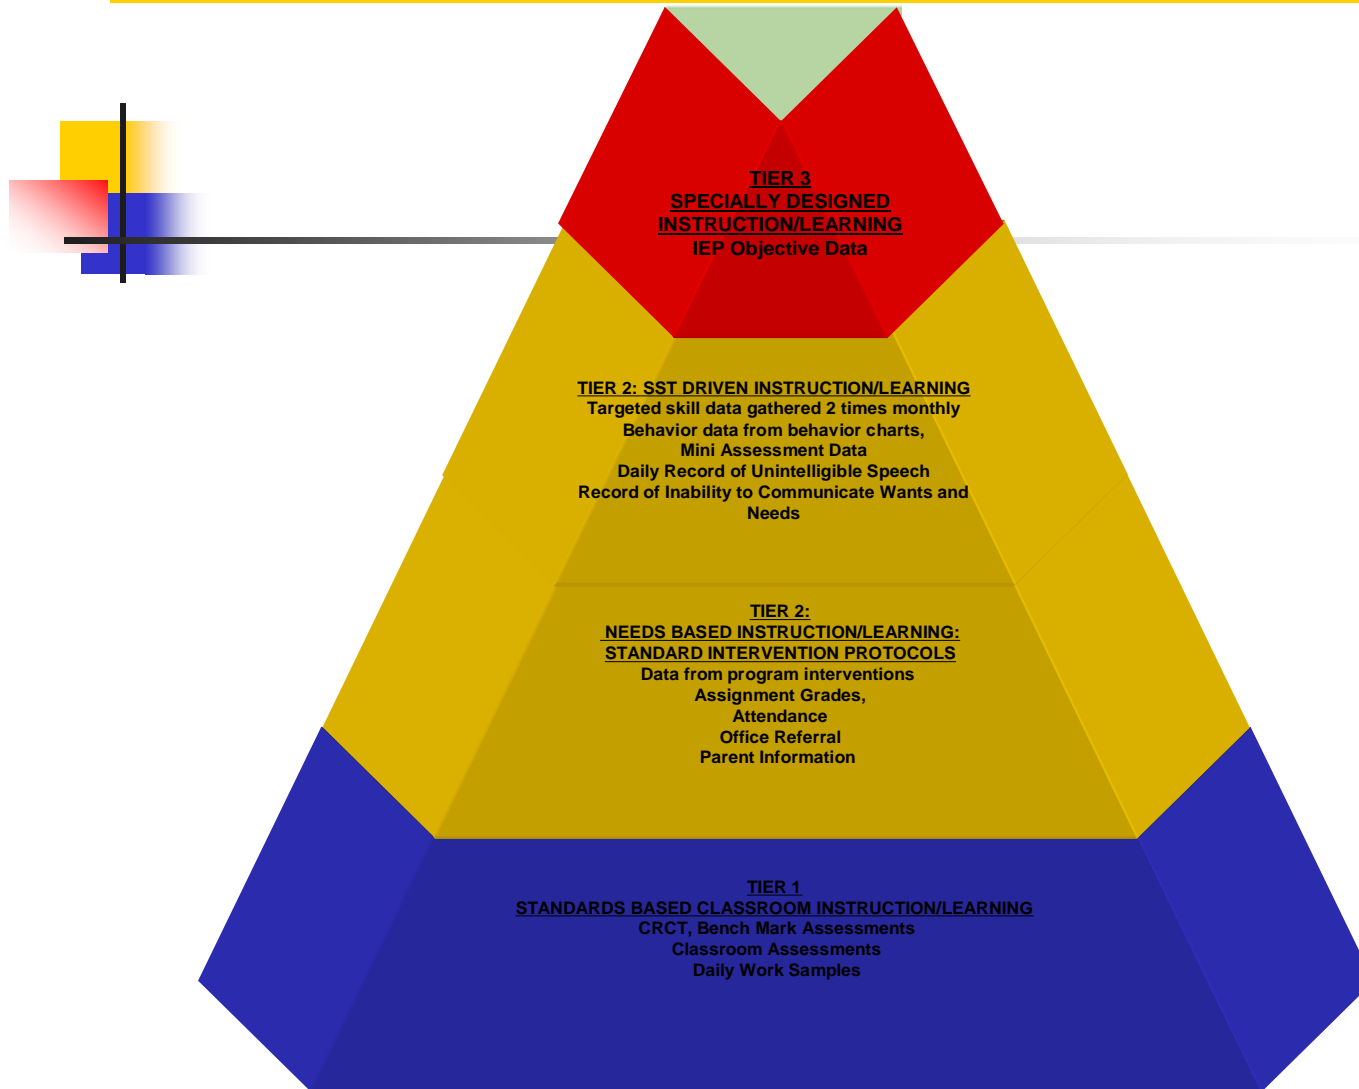 TIER 3
SPECIALLY DESIGNED
INSTRUCTION/LEARNING
IEP Objective Data
TIER 2: SST DRIVEN INSTRUCTION/LEARNING
Targeted skill data gathered 2 times monthly
Behavior data from behavior charts,
Mini Assessment Data
Daily Record of Unintelligible Speech
Record of Inability to Communicate Wants and
Needs
TIER 2:
NEEDS BASED INSTRUCTION/LEARNING:
STANDARD INTERVENTION PROTOCOLS
Data from program interventions
Assignment Grades,
Attendance
Office Referral
Parent Information
TIER 1
STANDARDS BASED CLASSROOM INSTRUCTION/LEARNING
CRCT, Bench Mark Assessments
Classroom Assessments
Daily Work Samples